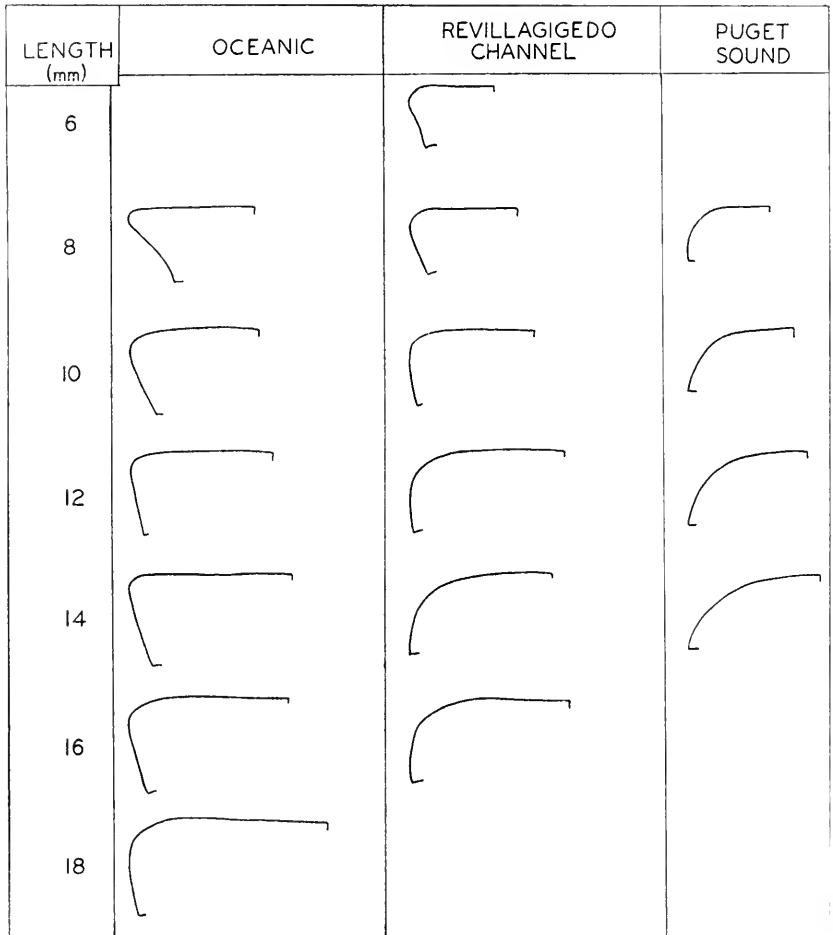 LENGTH
(mm)
OCEANIC
REVILLAGIGEDO
CHANNEL
PUGET
SOUND
6
8
10
12
14
16
18